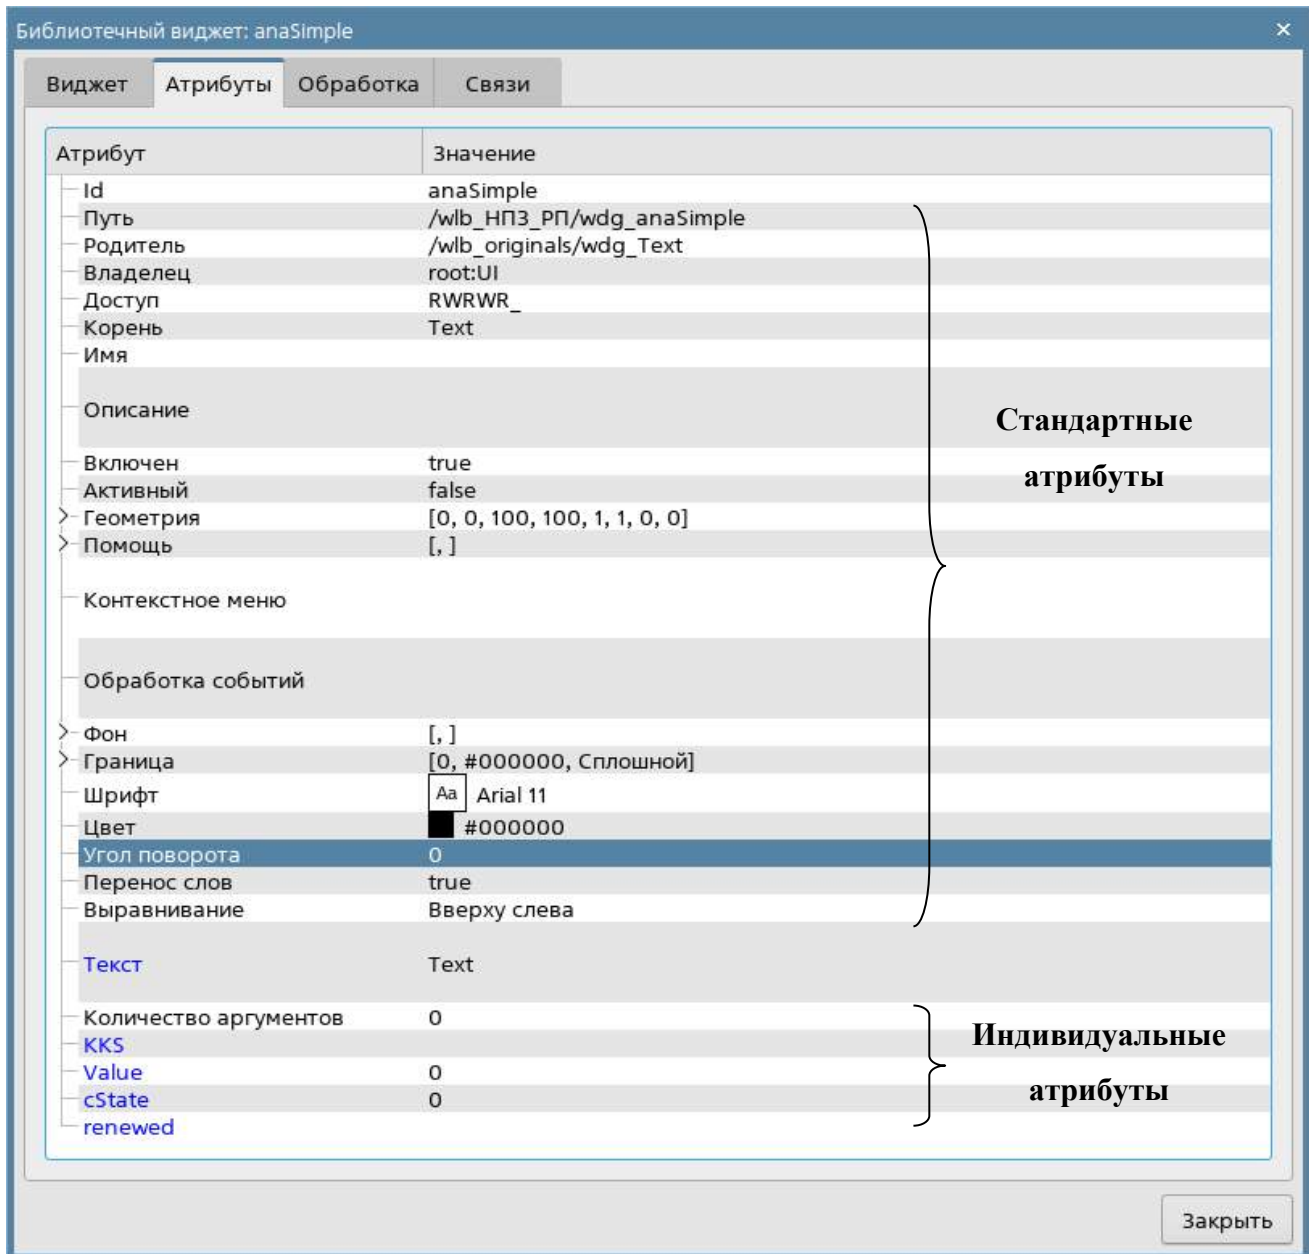 Библиотечный виджет: anaSimple
Виджет Атрибуты Обработка Связи
Атрибут Значение
Id anaSimple
Путь /wlb_НПЗ_РП/wdg_anaSimple
Родитель /wlb_originals/wdg_Text
Владелец root:UI
Доступ RWRWR_
Корень Text
Имя
Описание
Стандартные
атрибуты
Включен true
Активный false
Геометрия [0, 0, 100, 100, 1, 1, 0, 0]
Помощь [, ]
Контекстное меню
Обработка событий
Фон [, ]
Граница [0, #000000, Сплошной]
Шрифт Aa Arial 11
Цвет #000000
Угол поворота 0
Перенос слов true
Выравнивание Вверху слева
Текст Text
Количество аргументов 0
KKS
Value 0
cState 0
renewed
Индивидуальные
атрибуты
Закрыть